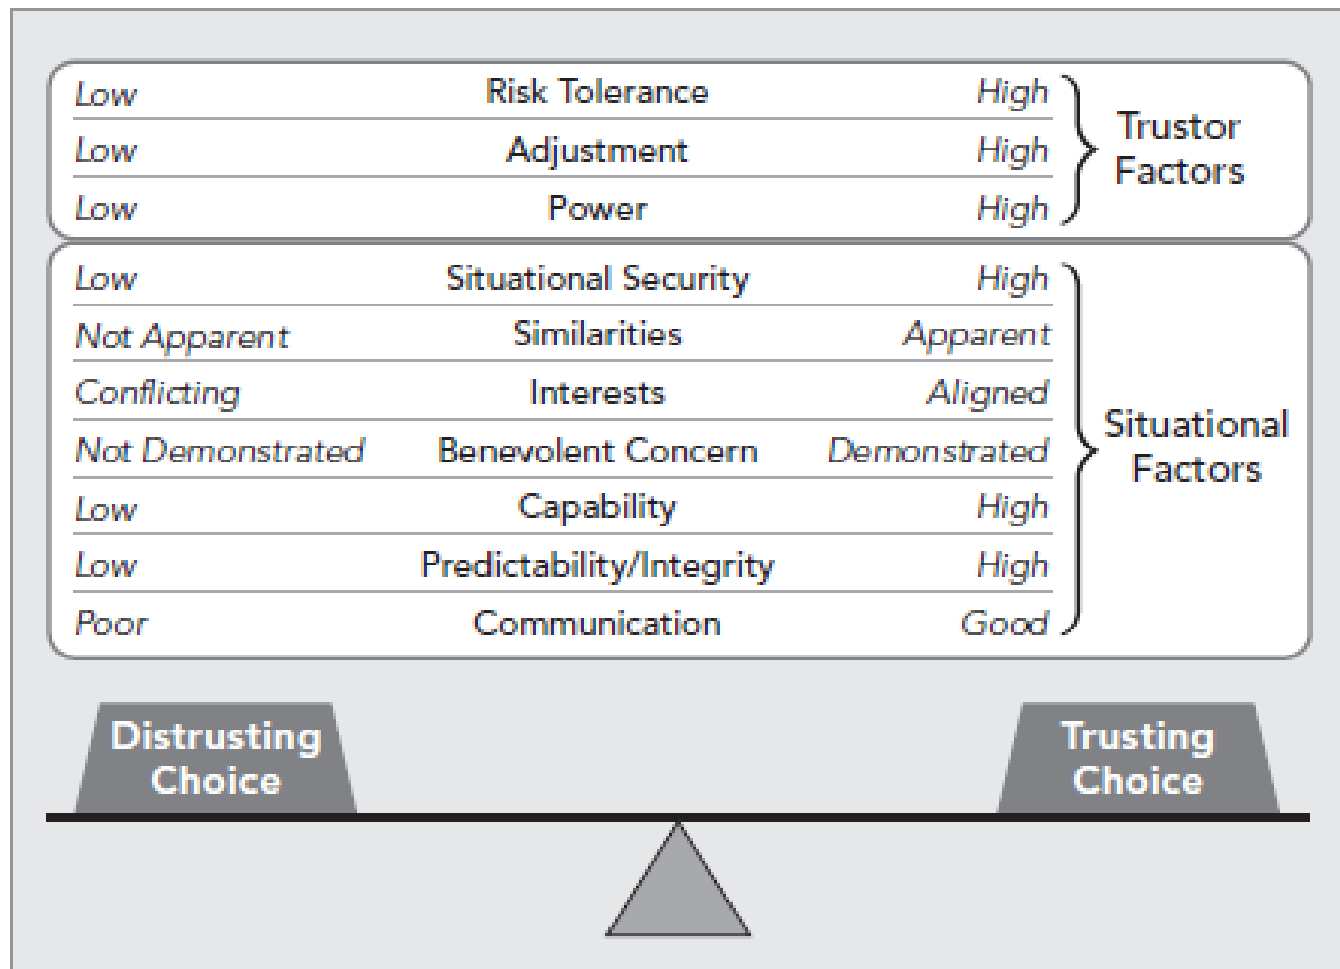 Low Risk Tolerance High
Low Adjustment High
Low Power High
Trustor
Factors
Low Situational Security High
Not Apparent Similarities Apparent
Conflicting Interests Aligned
Not Demonstrated Benevolent Concern Demonstrated
Low Capability High
Low Predictability/Integrity High
Poor Communication Good
Situational
Factors
Distrusting
Choice
Trusting
Choice